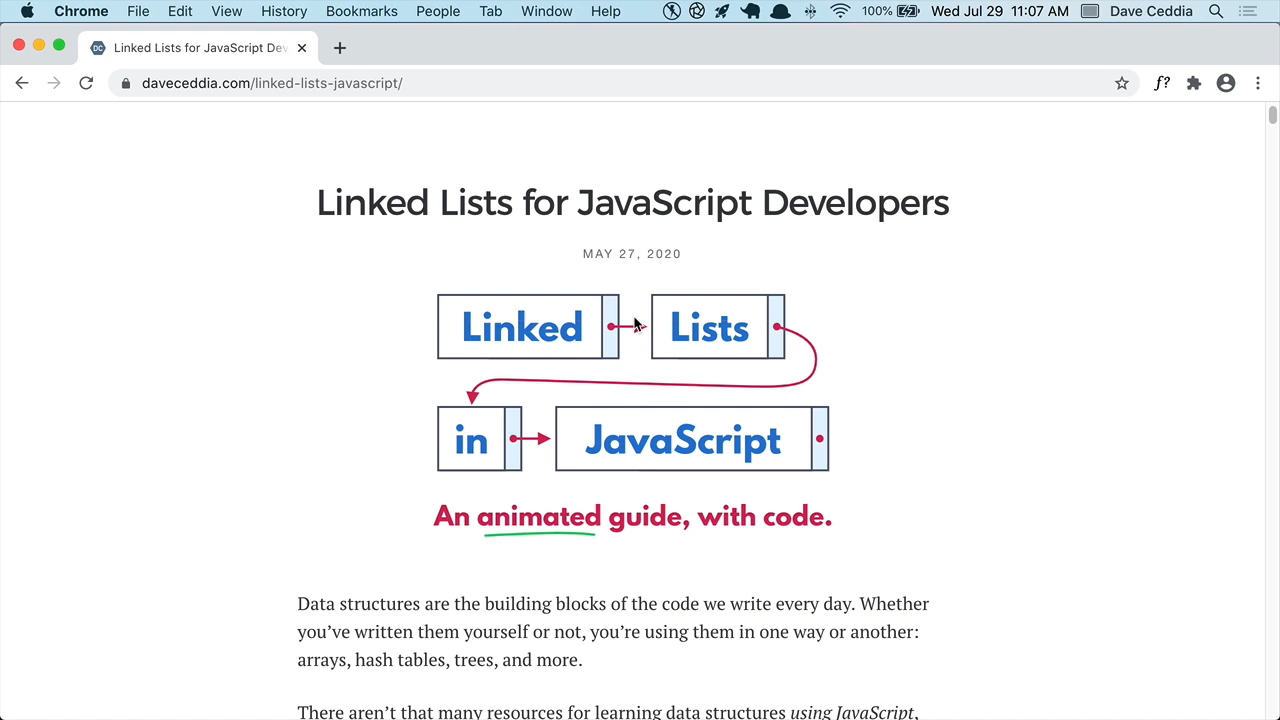 Chrome File Edit View History Bookmarks People Tab Window Help 100% Wed Jul 29 11:07 AM Dave Ceddia
DC Linked Lists for JavaScript Dev
daveceddia.com/linked-lists-javascript/ f?
Linked Lists for JavaScript Developers
MAY 27, 2020
Linked Lists
in JavaScript
An animated guide, with code.
Data structures are the building blocks of the code we write every day. Whether
you’ve written them yourself or not, you’re using them in one way or another:
arrays, hash tables, trees, and more.
There aren’t that many resources for learning data structures using JavaScript,